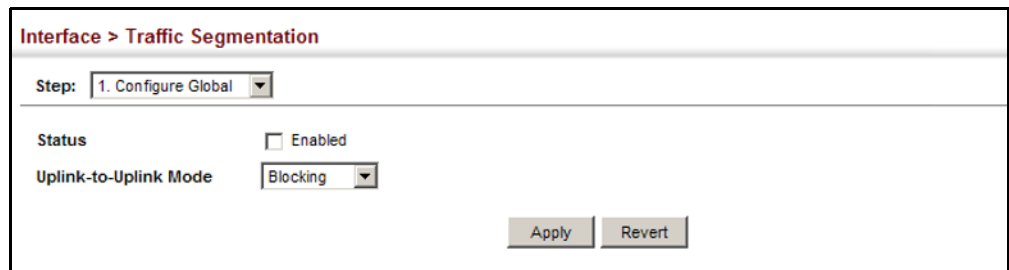 Interface > Traffic Segmentation
Step: 1. Configure Global
Status Enabled
Uplink-to-Uplink Mode Blocking
Apply Revert